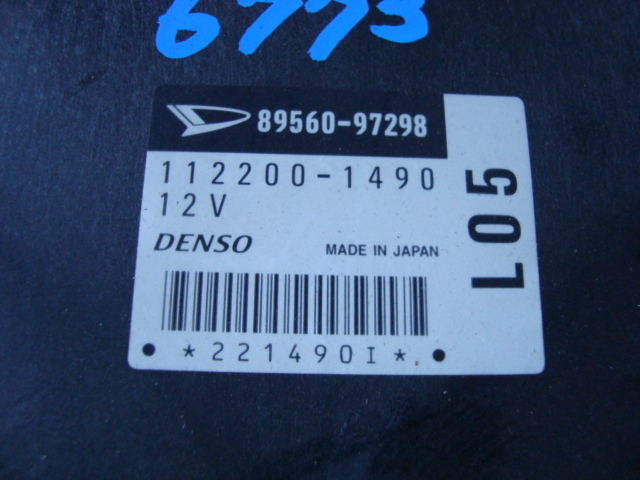 6773
89560-97298
112200-1490
12V
DENSO MADE IN JAPAN
*221490I*
L05